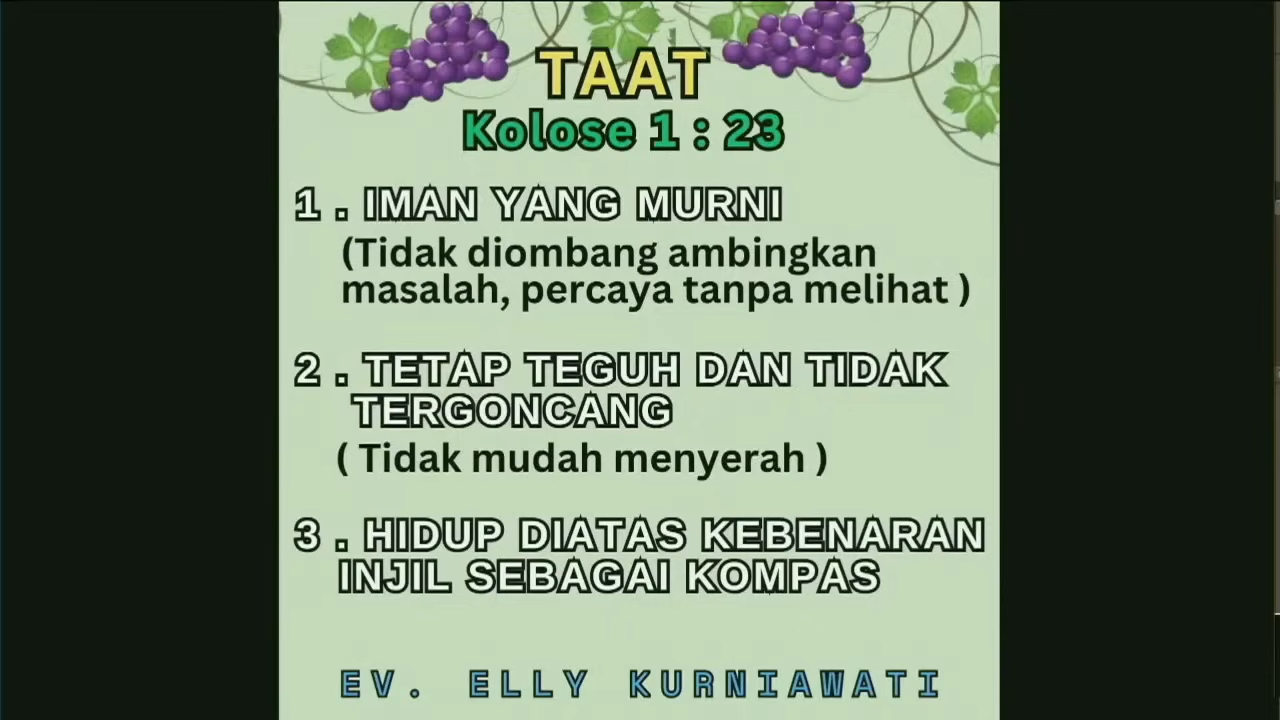 TAAT
Kolose 1 : 23
1 . IMAN YANG MURNI
(Tidak diombang ambingkan
masalah, percaya tanpa melihat )
2 . TETAP TEGUH DAN TIDAK
TERGONCANG
( Tidak mudah menyerah )
3 . HIDUP DIATAS KEBENARAN
INJIL SEBAGAI KOMPAS
EV. ELLY KURNIAWATI